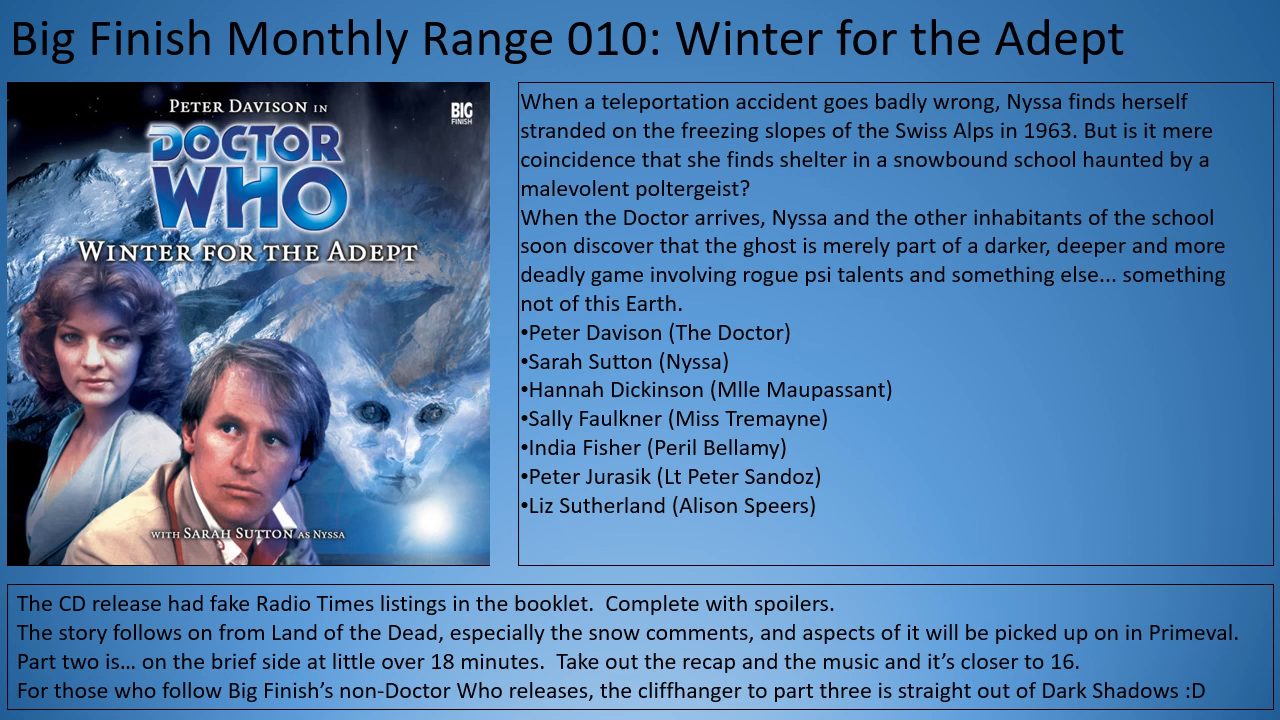 Big Finish Monthly Range 010: Winter for the Adept
PETER DAVISON IN
BIG
FINISH
DOCTOR
WHO
WINTER FOR THE ADEPT
WITH SARAH SUTTON AS NYSSA
When a teleportation accident goes badly wrong, Nyssa finds herself
stranded on the freezing slopes of the Swiss Alps in 1963. But is it mere
coincidence that she finds shelter in a snowbound school haunted by a
malevolent poltergeist?
When the Doctor arrives, Nyssa and the other inhabitants of the school
soon discover that the ghost is merely part of a darker, deeper and more
deadly game involving rogue psi talents and something else... something
not of this Earth.
•Peter Davison (The Doctor)
•Sarah Sutton (Nyssa)
•Hannah Dickinson (Mlle Maupassant)
•Sally Faulkner (Miss Tremayne)
•India Fisher (Peril Bellamy)
•Peter Jurasik (Lt Peter Sandoz)
•Liz Sutherland (Alison Speers)
The CD release had fake Radio Times listings in the booklet.  Complete with spoilers.
The story follows on from Land of the Dead, especially the snow comments, and aspects of it will be picked up on in Primeval.
Part two is… on the brief side at little over 18 minutes.  Take out the recap and the music and it’s closer to 16.
For those who follow Big Finish’s non-Doctor Who releases, the cliffhanger to part three is straight out of Dark Shadows :D